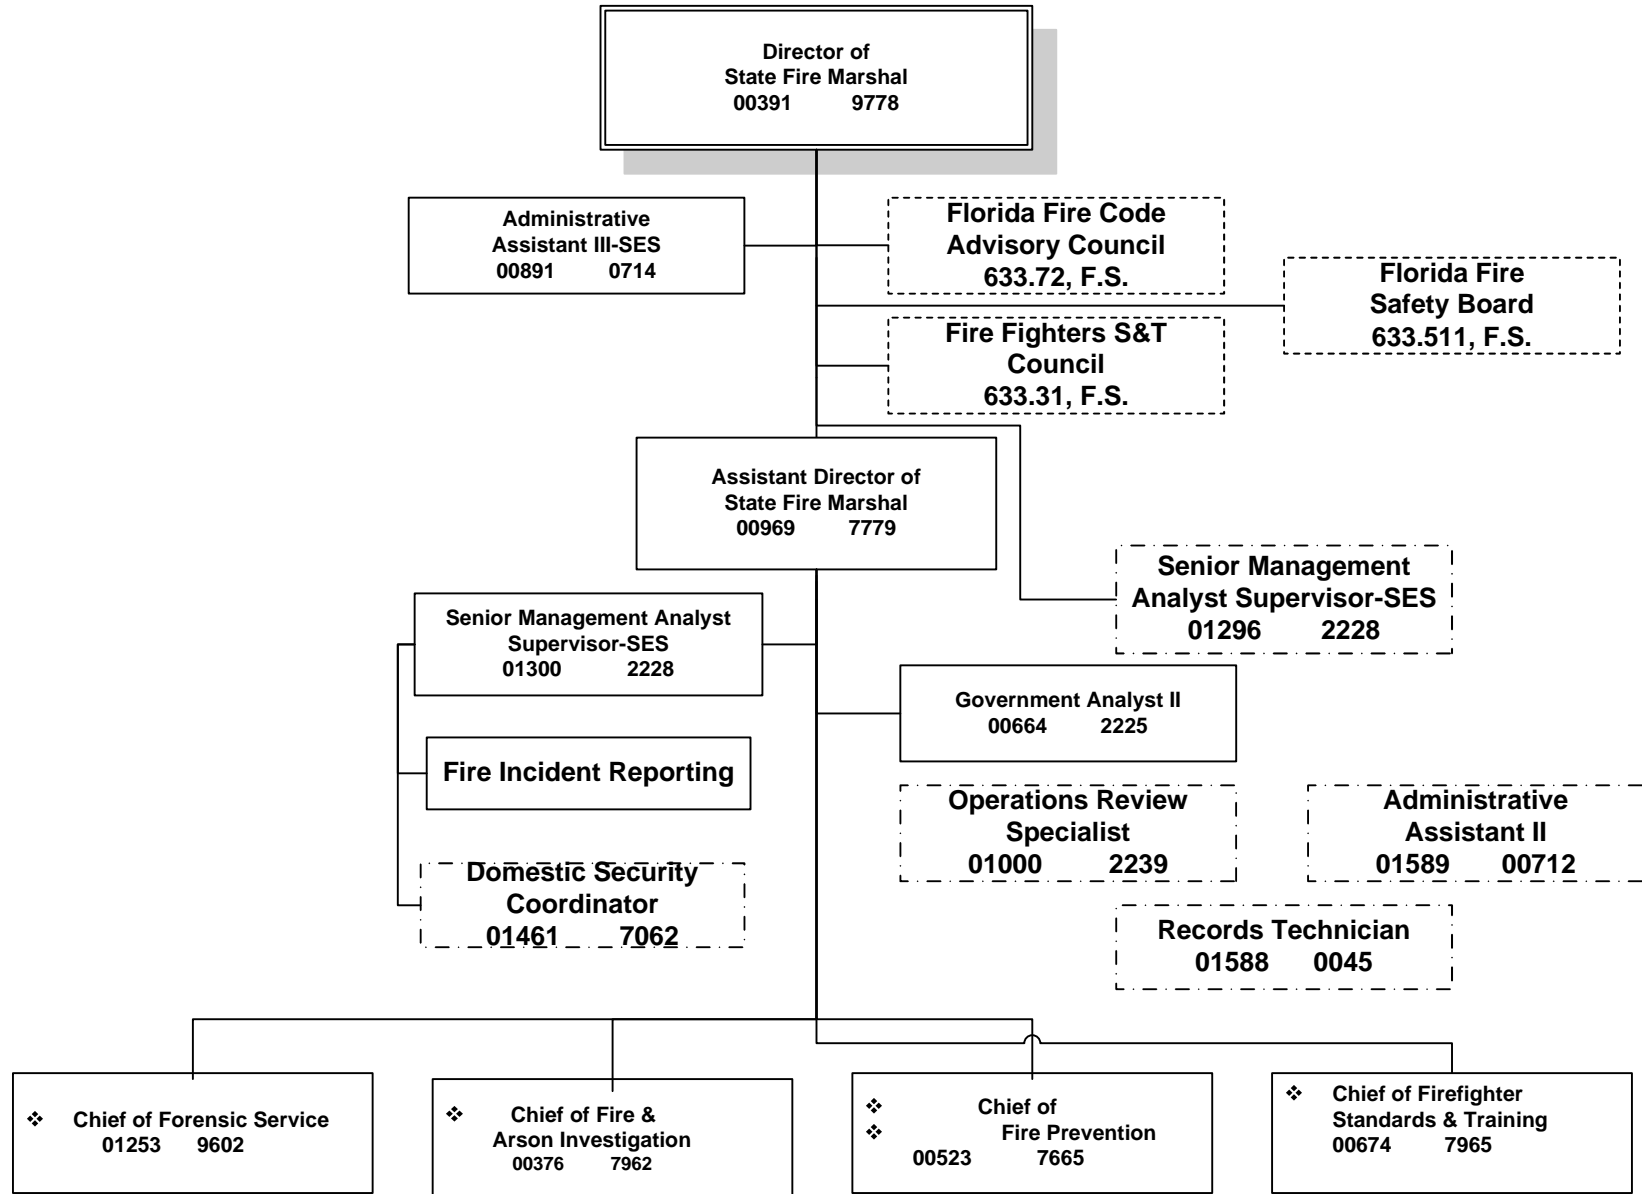 Director of
State Fire Marshal
00391 9778
Administrative
Assistant III-SES
00891 0714
Florida Fire Code
Advisory Council
633.72, F.S.
Florida Fire
Safety Board
633.511, F.S.
Fire Fighters S&T
Council
633.31, F.S.
Assistant Director of
State Fire Marshal
00969 7779
Senior Management
Analyst Supervisor-SES
01296 2228
Senior Management Analyst
Supervisor-SES
01300 2228
Government Analyst II
00664 2225
Fire Incident Reporting
Operations Review
Specialist
01000 2239
Administrative
Assistant II
01589 00712
Domestic Security
Coordinator
01461 7062
Records Technician
01588 0045
❖ Chief of Forensic Service
01253 9602
❖ Chief of Fire &
Arson Investigation
00376 7962
❖ Chief of
❖ Fire Prevention
00523 7665
❖ Chief of Firefighter
Standards & Training
00674 7965